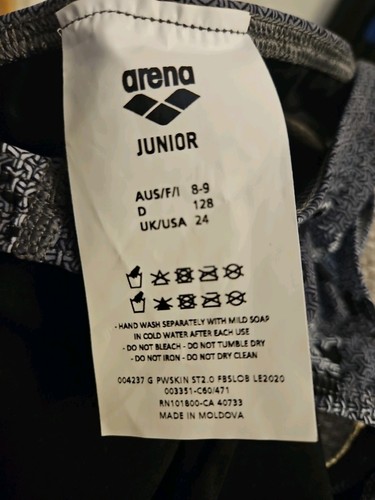 arena
JUNIOR
AUS/F/I 8-9
D 128
UK/USA 24
- HAND WASH SEPARATELY WITH MILD SOAP
IN COLD WATER AFTER EACH USE
- DO NOT BLEACH - DO NOT TUMBLE DRY
- DO NOT IRON - DO NOT DRY CLEAN
004237 G PWSKIN ST2.0 FBSLOB LE2020
003351-C60/471
RN101800-CA 40733
MADE IN MOLDOVA